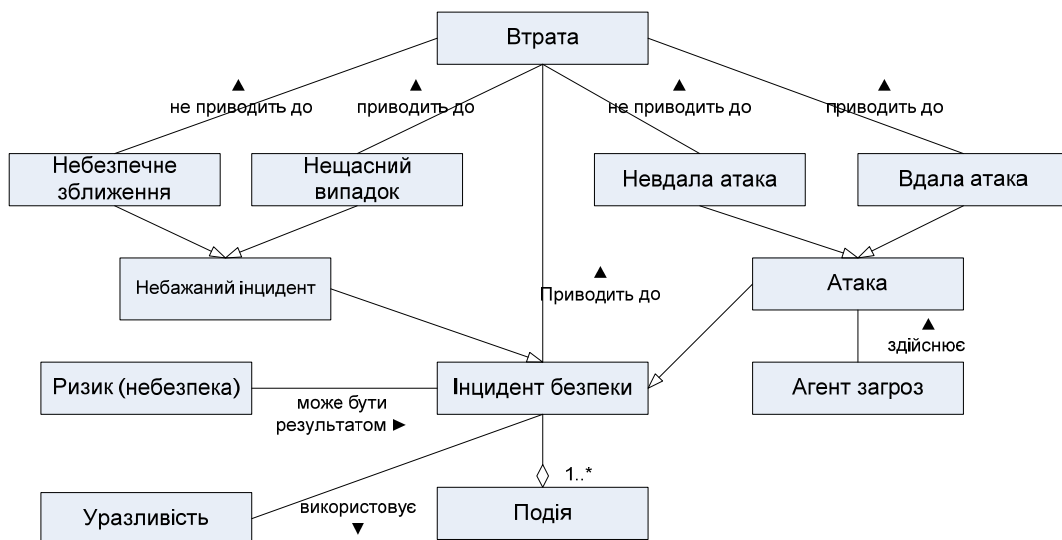 Втрата
▲ ▲ ▲ ▲
не приводить до приводить до не приводить до приводить до
Небезпечне
зближення
Нещасний
випадок
Невдала атака
Вдала атака
Небажаний інцидент
▲
Приводить до
Атака
▲
здійснює
Ризик (небезпека)
може бути
результатом ►
Інцидент безпеки
Агент загроз
1..*
Уразливість
використовує
▼
Подія